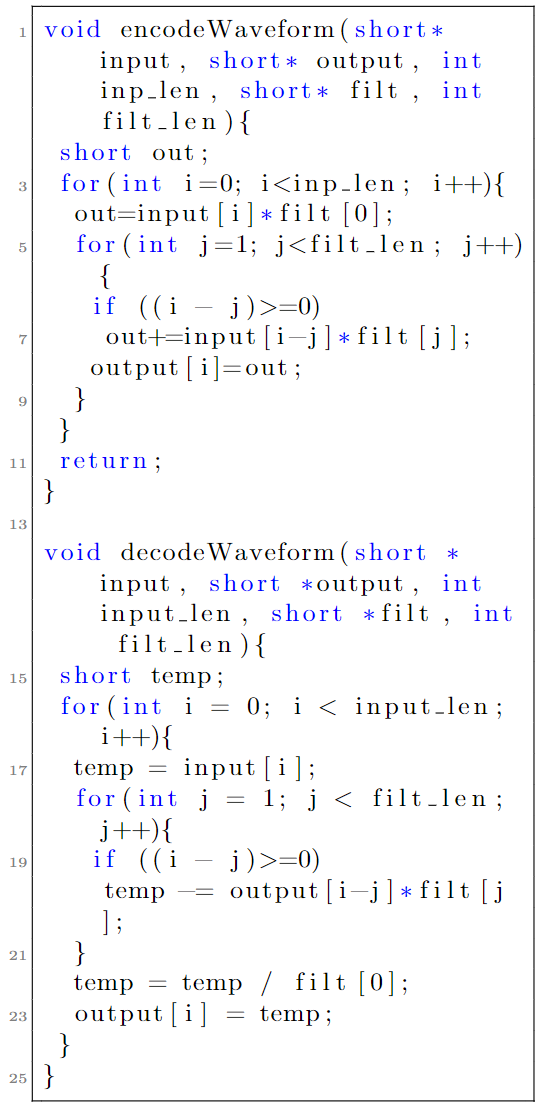 1 void encodeWaveform(short*
input, short* output, int
inp_len, short* filt, int
filt_len){
short out;
3 for(int i=0; i<inp_len; i++){
out=input[i]*filt[0];
5 for(int j=1; j<filt_len; j++)
{
if ((i - j)>=0)
7 out+=input[i-j]*filt[j];
output[i]=out;
9 }
}
11 return;
}
13
void decodeWaveform(short *
input, short *output, int
input_len, short *filt, int
filt_len){
15 short temp;
for(int i = 0; i < input_len;
i++){
17 temp = input[i];
for(int j = 1; j < filt_len;
j++){
19 if ((i - j)>=0)
temp -= output[i-j]*filt[j
];
21 }
temp = temp / filt[0];
23 output[i] = temp;
}
25 }